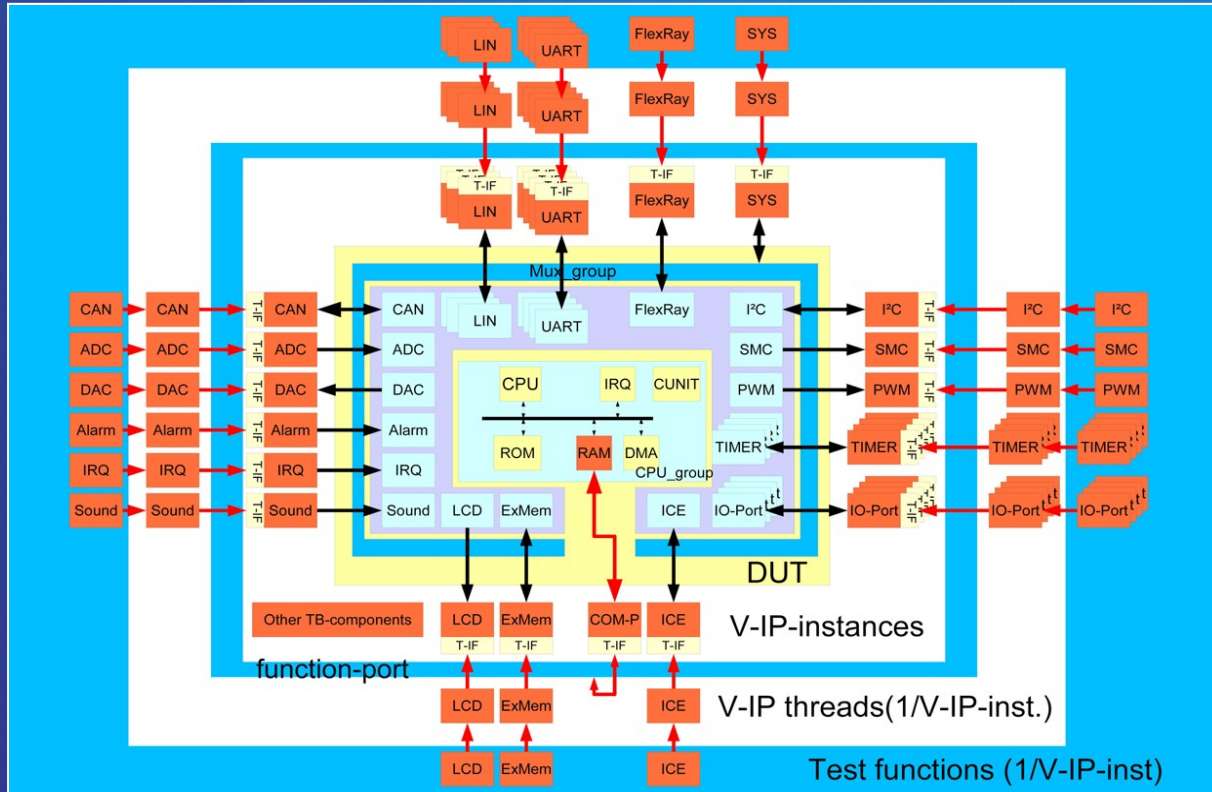 LIN
UART
FlexRay
SYS
LIN
UART
FlexRay
SYS
T-IF
T-IF
T-IF
T-IF
LIN
UART
FlexRay
SYS
Mux_group
CAN
CAN
T-IF
CAN
CAN
LIN
UART
FlexRay
I²C
I²C
T-IF
I²C
I²C
ADC
ADC
T-IF
ADC
ADC
SMC
SMC
T-IF
SMC
SMC
DAC
DAC
T-IF
DAC
DAC
CPU
IRQ
CUNIT
PWM
PWM
T-IF
PWM
PWM
Alarm
Alarm
T-IF
Alarm
Alarm
ROM
RAM
DMA
TIMER
TIMER
T-IF
TIMER
TIMER
CPU_group
IRQ
IRQ
T-IF
IRQ
IRQ
Sound
Sound
T-IF
Sound
Sound
LCD
ExMem
ICE
IO-Port
IO-Port
T-IF
IO-Port
IO-Port
DUT
Other TB-components
LCD
ExMem
COM-P
ICE
V-IP-instances
T-IF
T-IF
T-IF
T-IF
function-port
LCD
ExMem
ICE
V-IP threads(1/V-IP-inst.)
LCD
ExMem
ICE
Test functions (1/V-IP-inst)